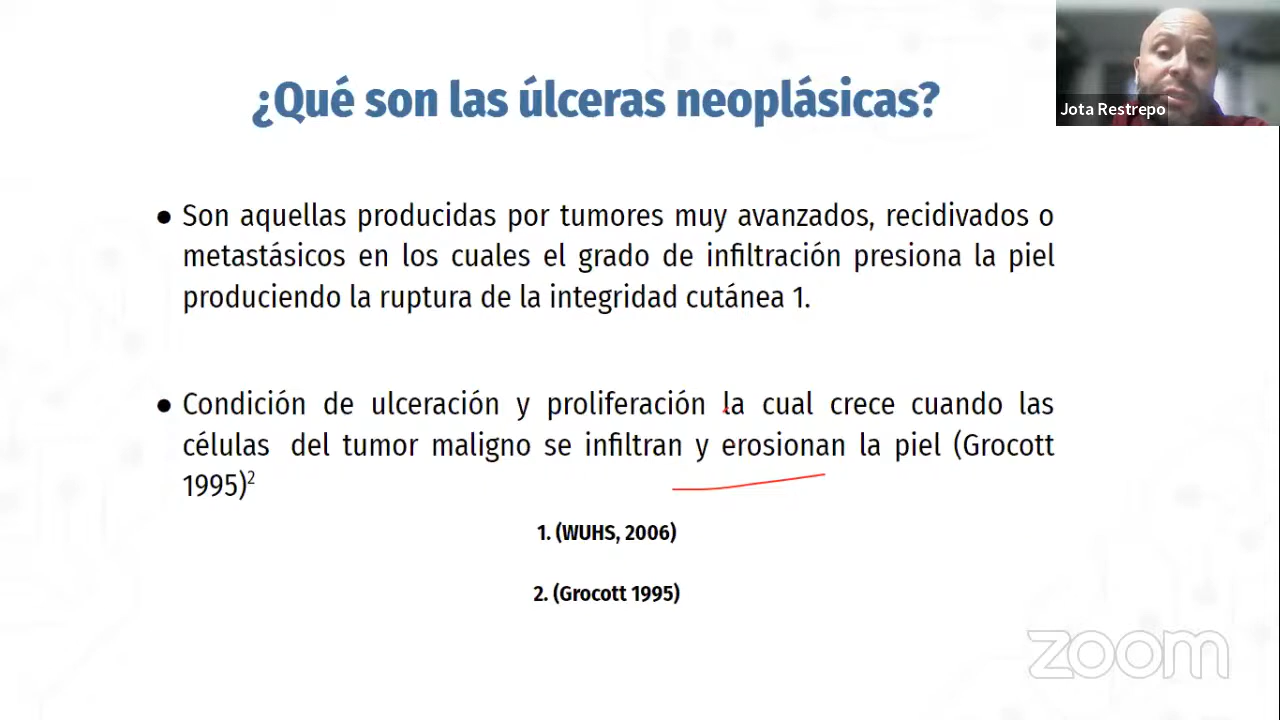 ¿Qué son las úlceras neoplásicas?
Jota Restrepo
● Son aquellas producidas por tumores muy avanzados, recidivados o
metastásicos en los cuales el grado de infiltración presiona la piel
produciendo la ruptura de la integridad cutánea 1.
● Condición de ulceración y proliferación la cual crece cuando las
células del tumor maligno se infiltran y erosionan la piel (Grocott
1995)²
1. (WUHS, 2006)
2. (Grocott 1995)
zoom